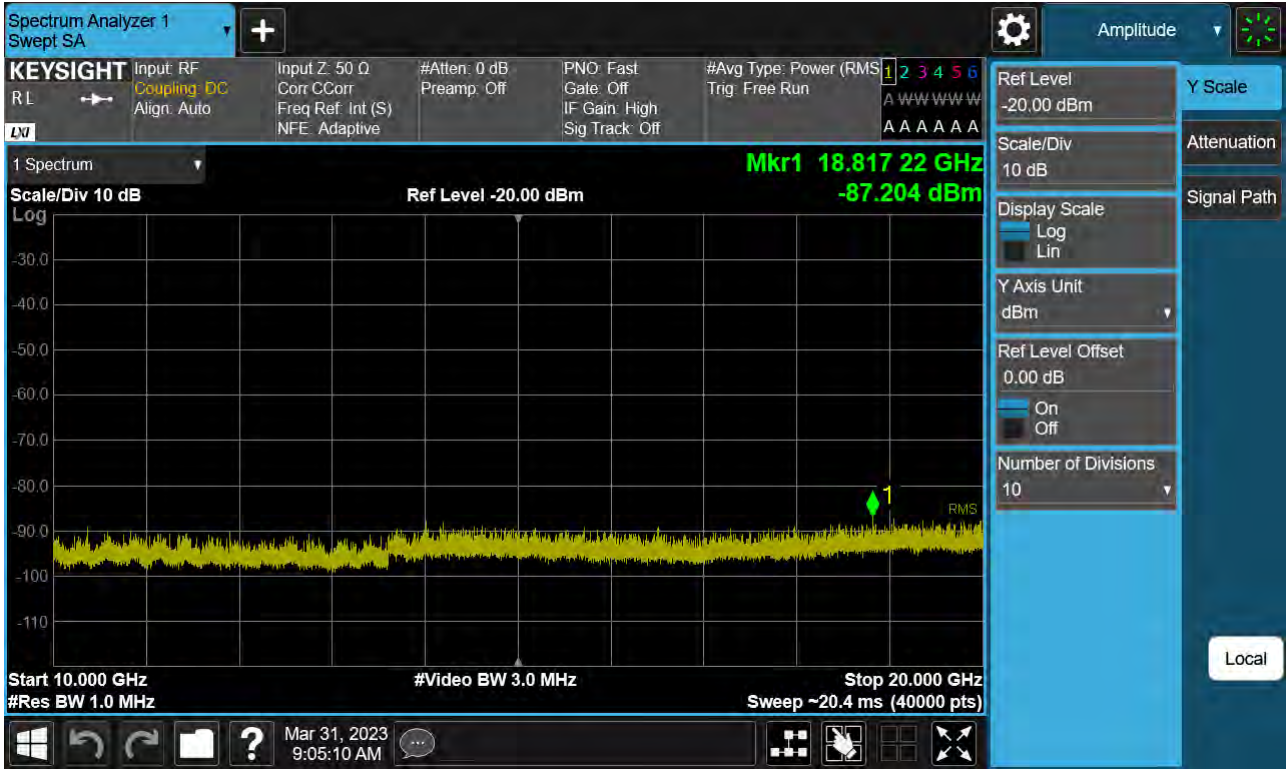 Spectrum Analyzer 1
Swept SA
Amplitude
KEYSIGHT
RL
LXI
Input: RF
Coupling: DC
Align: Auto
Input Z: 50 Ω
Corr CCorr
Freq Ref: Int (S)
NFE: Adaptive
#Atten: 0 dB
Preamp: Off
PNO: Fast
Gate: Off
IF Gain: High
Sig Track: Off
#Avg Type: Power (RMS
Trig: Free Run
1 2 3 4 5 6
A W W W W W
A A A A A A
1 Spectrum
Mkr1 18.817 22 GHz
Scale/Div 10 dB
Ref Level -20.00 dBm
-87.204 dBm
Log
-30.0
-40.0
-50.0
-60.0
-70.0
-80.0
-90.0
-100
-110
1
RMS
Start 10.000 GHz
#Video BW 3.0 MHz
Stop 20.000 GHz
#Res BW 1.0 MHz
Sweep ~20.4 ms (40000 pts)
Ref Level
-20.00 dBm
Scale/Div
10 dB
Display Scale
Log
Lin
Y Axis Unit
dBm
Ref Level Offset
0.00 dB
On
Off
Number of Divisions
10
Y Scale
Attenuation
Signal Path
Local
?
Mar 31, 2023
9:05:10 AM